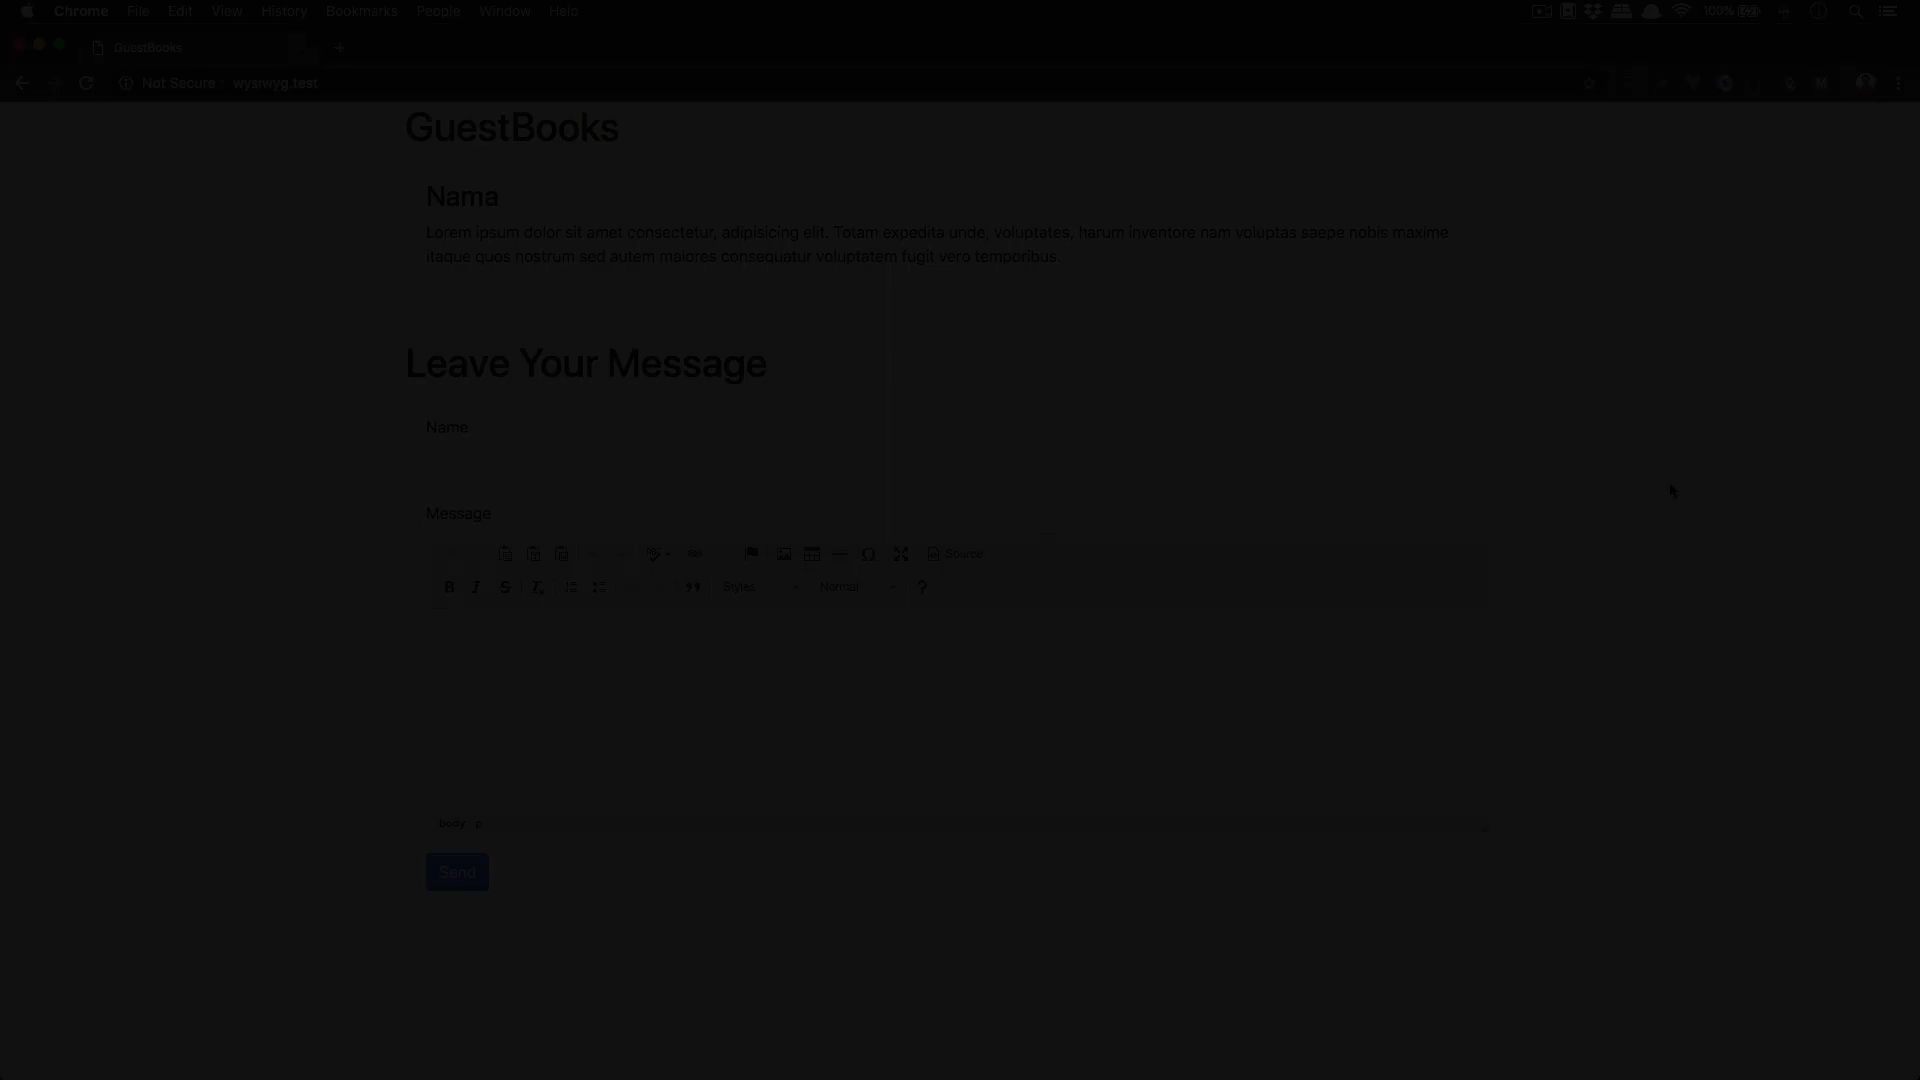 Chrome File Edit View History Bookmarks People Window Help 100%
GuestBooks
Not Secure wysiwyg.test
GuestBooks
Nama
Lorem ipsum dolor sit amet consectetur, adipisicing elit. Totam expedita unde, voluptates, harum inventore nam voluptas saepe nobis maxime
itaque quos nostrum sed autem maiores consequatur voluptatem fugit vero temporibus.
Leave Your Message
Name
Message
Source
B I S Styles Normal ?
body p
Send